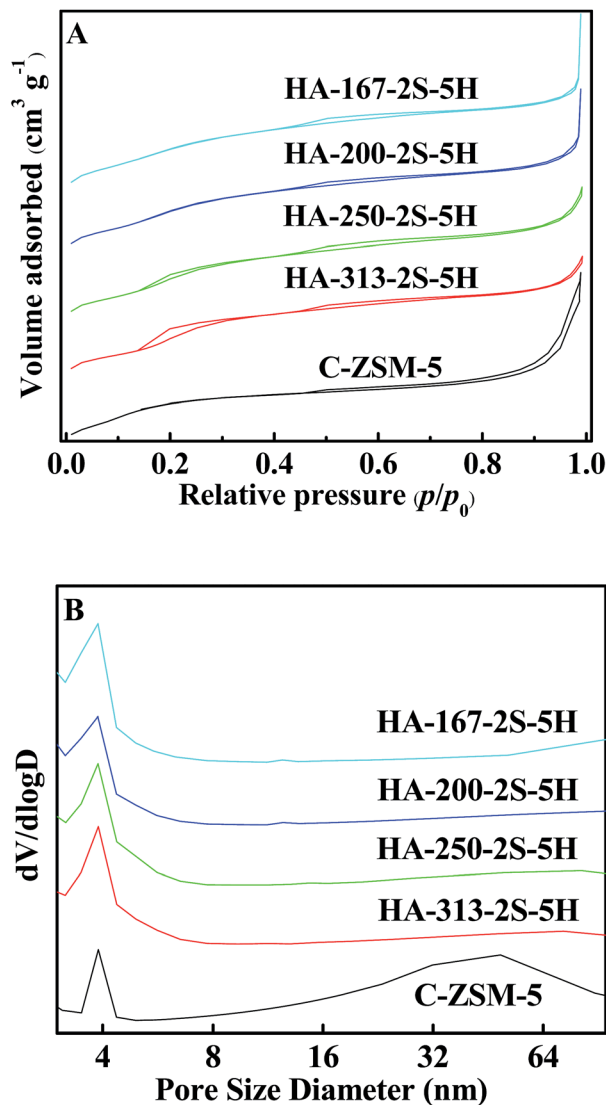 A
Volume adsorbed (cm³ g⁻¹)
HA-167-2S-5H
HA-200-2S-5H
HA-250-2S-5H
HA-313-2S-5H
C-ZSM-5
0.0 0.2 0.4 0.6 0.8 1.0
Relative pressure (p/p₀)
B
dV/dlogD
HA-167-2S-5H
HA-200-2S-5H
HA-250-2S-5H
HA-313-2S-5H
C-ZSM-5
4 8 16 32 64
Pore Size Diameter (nm)